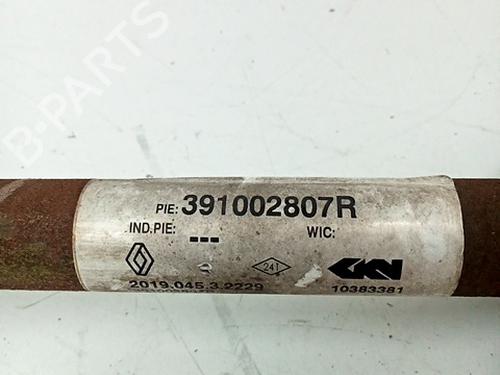 B-PARTS
PIE: 391002807R
IND.PIE: ---
WIC:
241
GKN
2019.045.3.2229
10383381